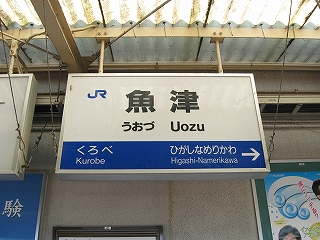 JR
魚津
うおづ Uozu
くろべ ひがしなめりかわ
Kurobe Higashi-Namerikawa
験